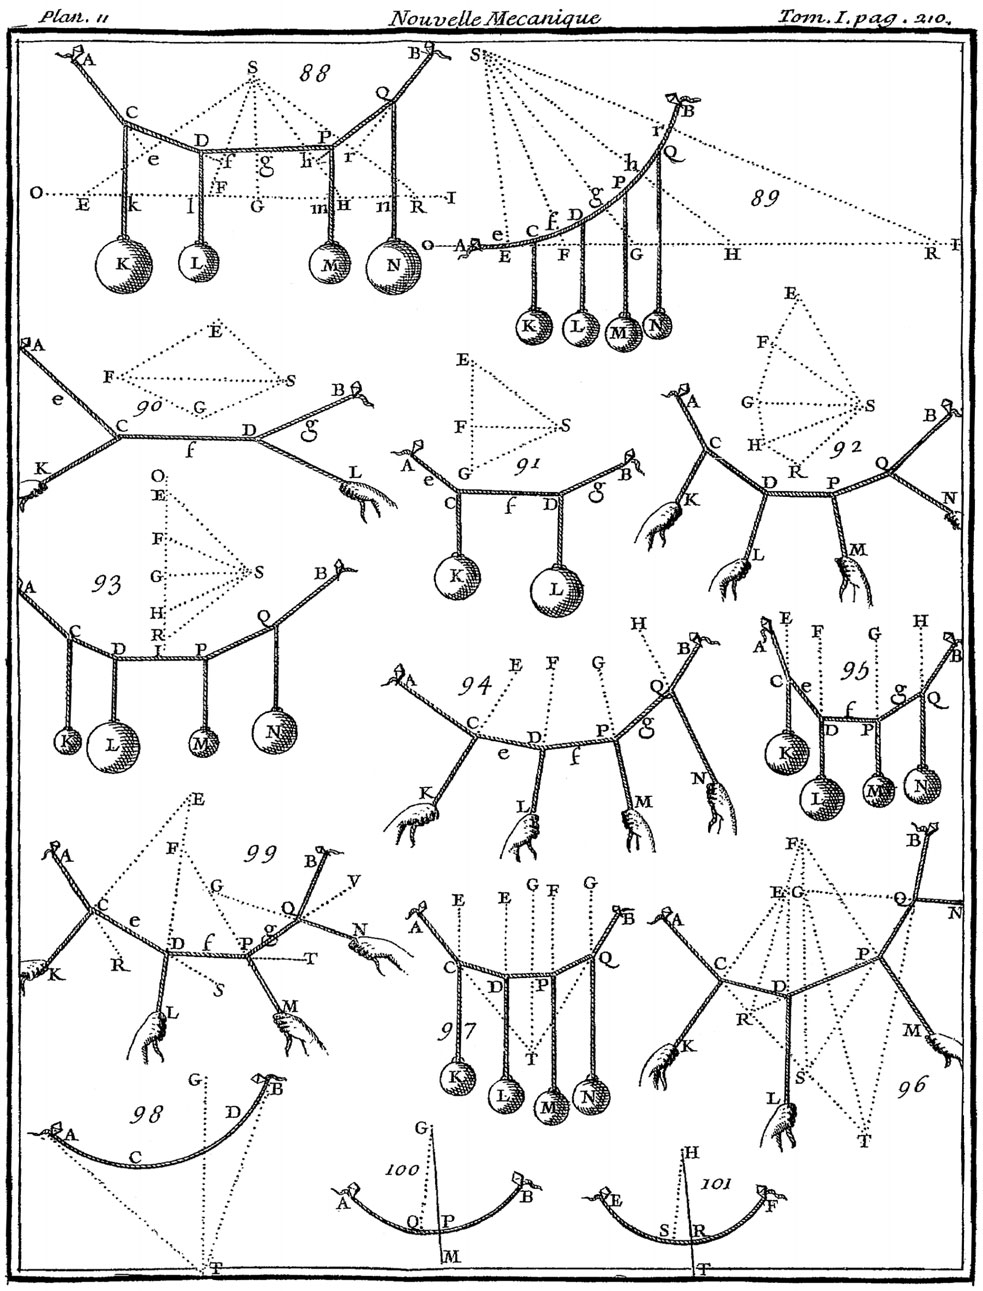 Plan. 11 Nouvelle Mecanique Tom. I. pag. 210.
88
A B S C Q D P e f g h r F
O E k l G m H n R I
K L M N
89
S B r Q h P g D f C e
O A E F G H R I
K L M N
90
A E F S G B e C D g f K L
91
E F S G A e C f D g B K L
92
E F G S H R A B C D P Q K L M N
93
O E F G S H R I A B C D P Q K L M N
94
E F G H A B C D P Q e f g K L M N
95
E F G H A B C D P Q e f g K L M N
99
E F G V A B C D P Q e f g R S T K L M N
97
E E G F G A B C D P Q T K L M N
96
F E G B Q N A C D P R S T K L M
98
G A B C D T
100
G A B Q P M
101
H E F S R T